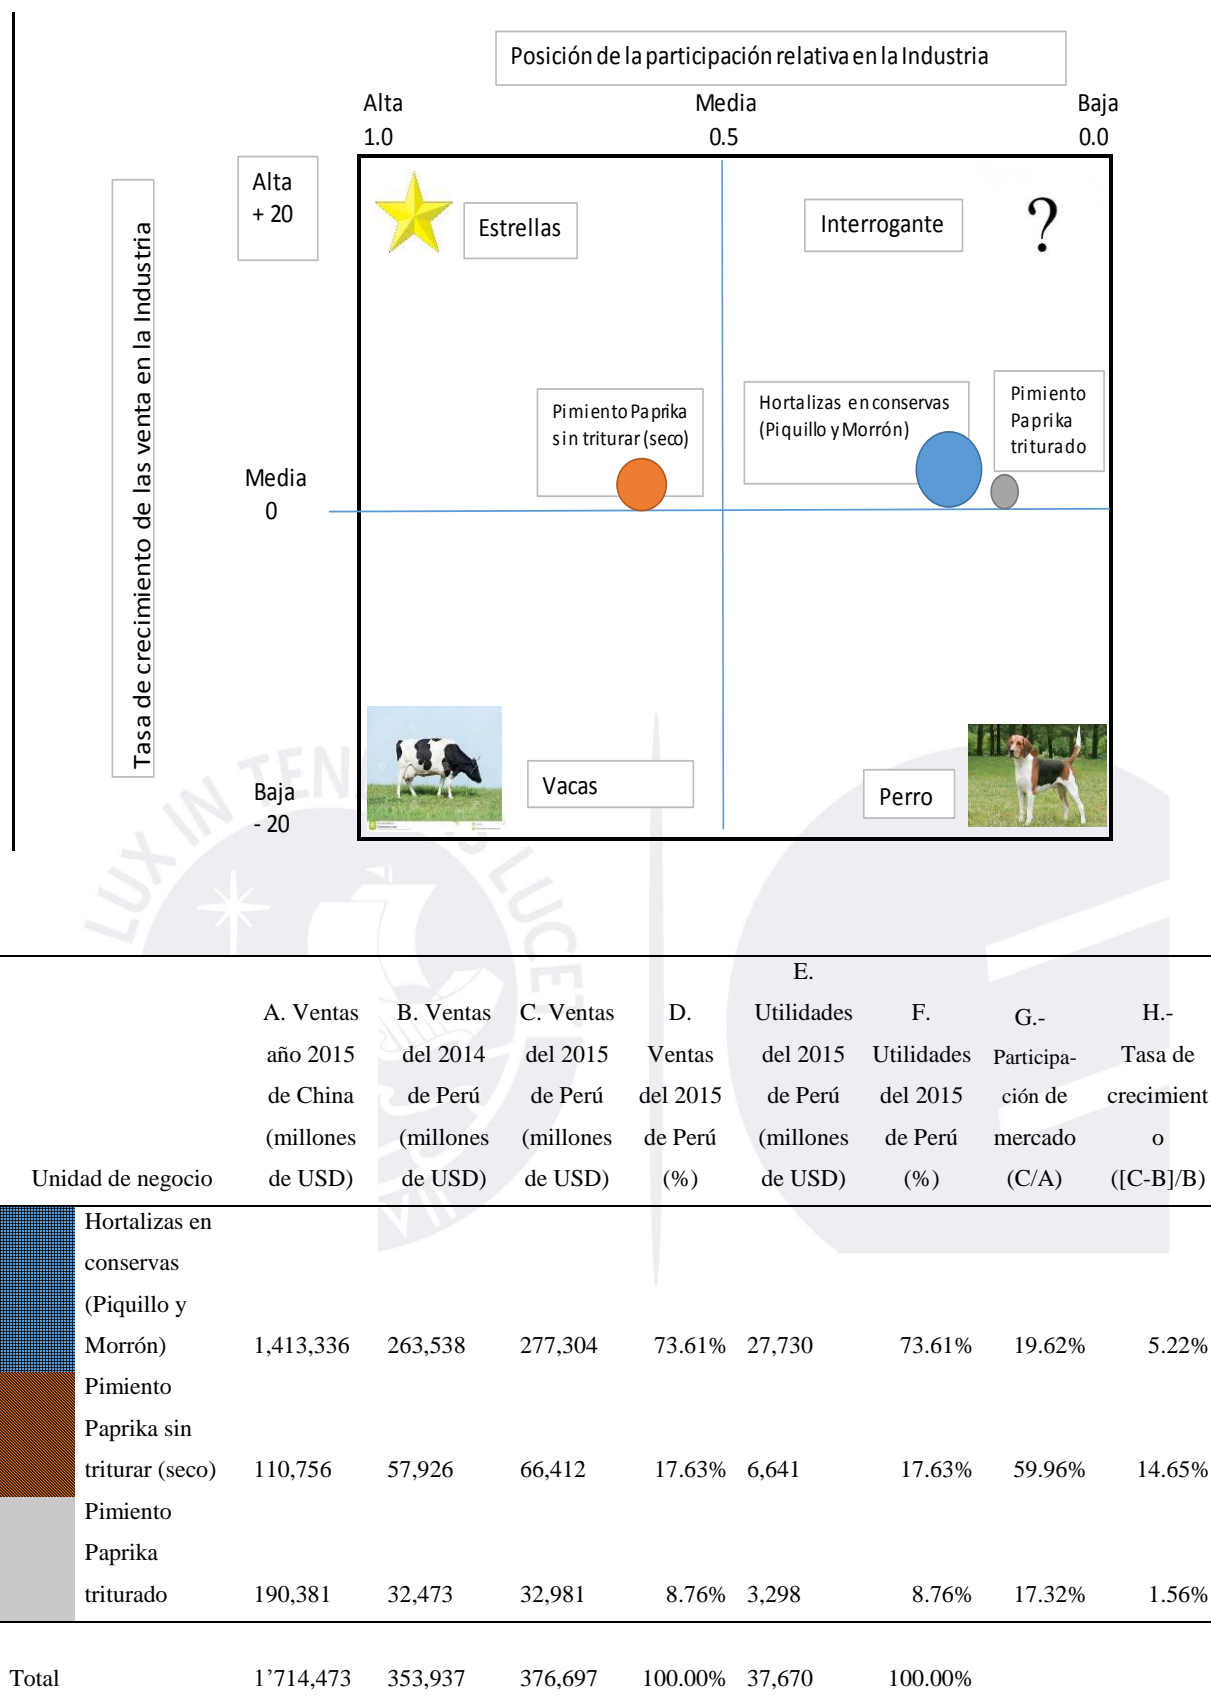 Posición de la participación relativa en la Industria
Alta Media Baja
1.0 0.5 0.0
Tasa de crecimiento de las venta en la Industria
Alta
+ 20
Estrellas
Interrogante
?
Pimiento Paprika
sin triturar (seco)
Hortalizas en conservas
(Piquillo y Morrón)
Pimiento
Paprika
triturado
Media
0
Baja
- 20
Vacas
Perro
LUX IN TENEBRIS LUCET
VII
Unidad de negocio
A. Ventas
año 2015
de China
(millones
de USD)
B. Ventas
del 2014
de Perú
(millones
de USD)
C. Ventas
del 2015
de Perú
(millones
de USD)
D.
Ventas
del 2015
de Perú
(%)
E.
Utilidades
del 2015
de Perú
(millones
de USD)
F.
Utilidades
del 2015
de Perú
(%)
G.-
Participa-
ción de
mercado
(C/A)
H.-
Tasa de
crecimient
o
([C-B]/B)
Hortalizas en
conservas
(Piquillo y
Morrón) 1,413,336 263,538 277,304 73.61% 27,730 73.61% 19.62% 5.22%
Pimiento
Paprika sin
triturar (seco) 110,756 57,926 66,412 17.63% 6,641 17.63% 59.96% 14.65%
Pimiento
Paprika
triturado 190,381 32,473 32,981 8.76% 3,298 8.76% 17.32% 1.56%
Total 1’714,473 353,937 376,697 100.00% 37,670 100.00%